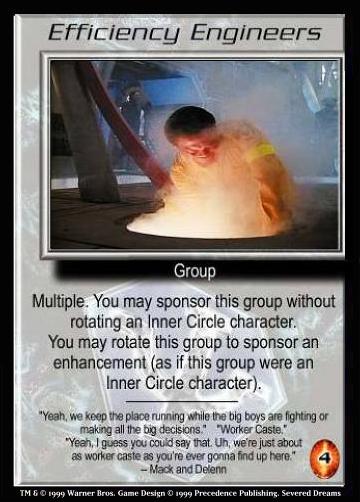 Efficiency Engineers
Group
Multiple. You may sponsor this group without
rotating an Inner Circle character.
You may rotate this group to sponsor an
enhancement (as if this group were an
Inner Circle character).
"Yeah, we keep the place running while the big boys are fighting or
making all the big decisions."   "Worker Caste."
"Yeah, I guess you could say that. Uh, we're just about
as worker caste as you're ever gonna find up here."
– Mack and Delenn
4
TM & © 1999 Warner Bros. Game Design © 1999 Precedence Publishing. Severed Dreams